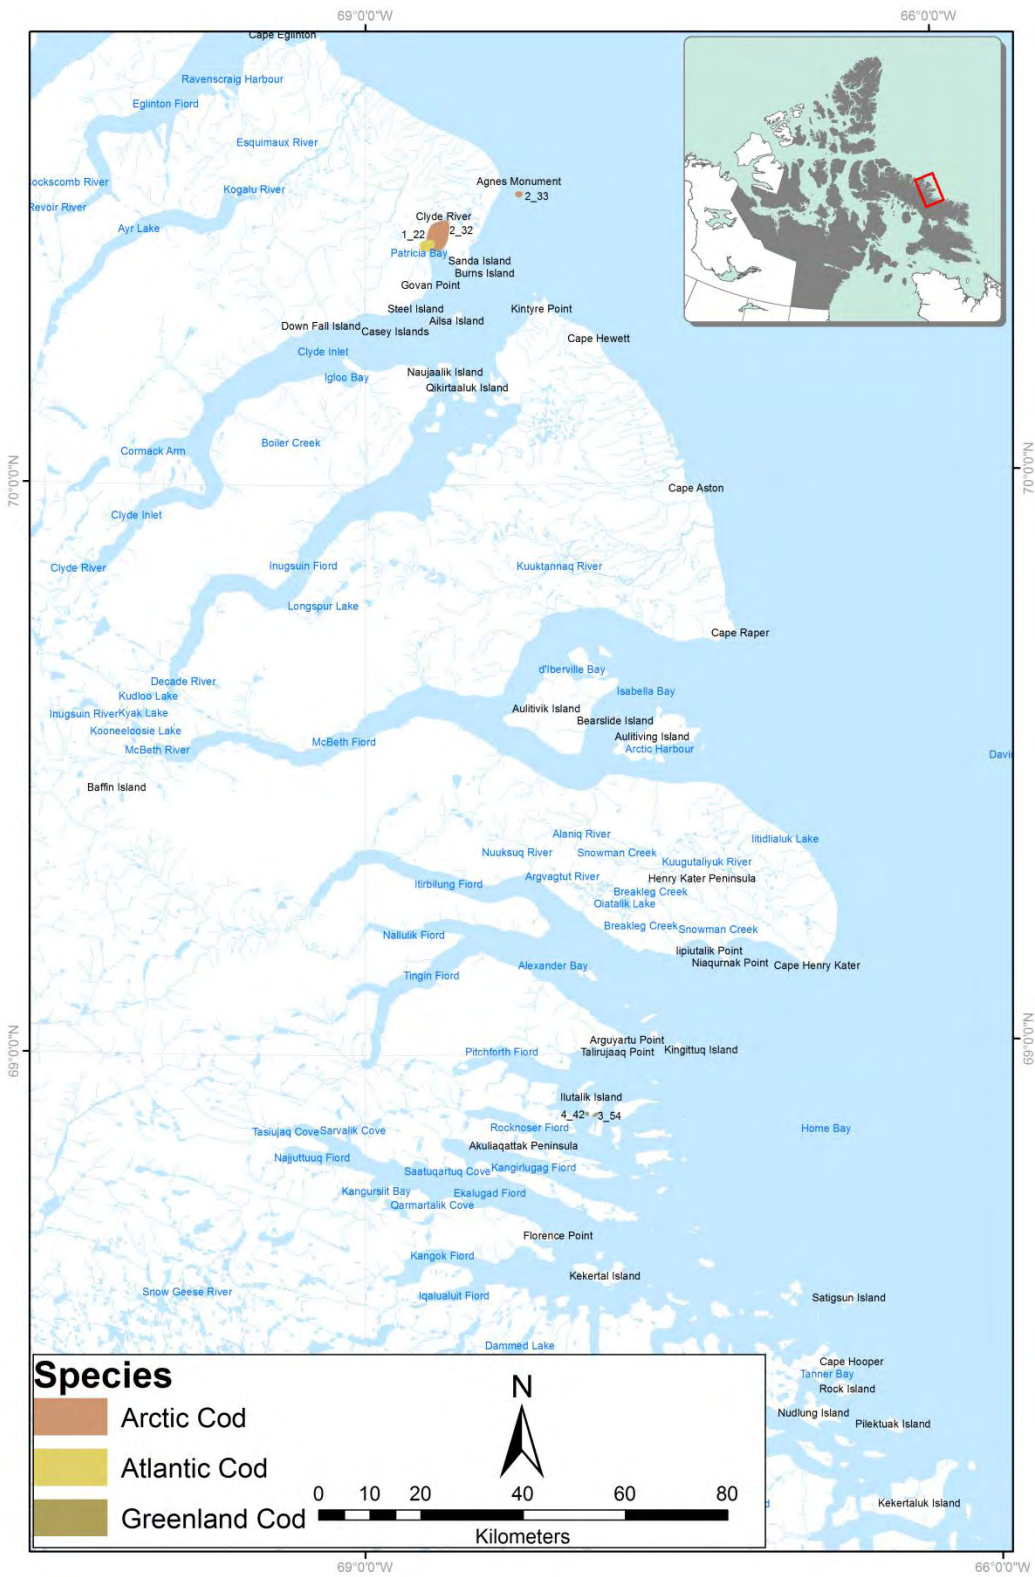 69°0'0"W
66°0'0"W
Cape Eglinton
Ravenscraig Harbour
Eglinton Fiord
Esquimaux River
ockscomb River
Agnes Monument
Kogalu River
2_33
Revoir River
Clyde River
Ayr Lake
1_22
2_32
Patricia Bay
Sanda Island
Burns Island
Govan Point
Steel Island
Kintyre Point
Ailsa Island
Down Fall Island
Casey Islands
Cape Hewett
Clyde Inlet
Naujaalik Island
Igloo Bay
Qikirtaaluk Island
Boiler Creek
Cormack Arm
70°0'0"N
70°0'0"N
Cape Aston
Clyde Inlet
Clyde River
Inugsuin Fiord
Kuuktannaq River
Longspur Lake
Cape Raper
d'Iberville Bay
Decade River
Isabella Bay
Kudloo Lake
Aulitivik Island
Inugsuin River
Kyak Lake
Bearslide Island
Kooneeloosie Lake
Aulitiving Island
McBeth Fiord
McBeth River
Arctic Harbour
Davi
Baffin Island
Alaniq River
Iitidlialuk Lake
Nuuksuq River
Snowman Creek
Kuugutaliyuk River
Argvagtut River
Henry Kater Peninsula
Itirbilung Fiord
Breakleg Creek
Oiatalik Lake
Breakleg Creek
Snowman Creek
Nallulik Fiord
Iipiutalik Point
Niaqurnak Point
Cape Henry Kater
Alexander Bay
Tingin Fiord
69°0'0"N
69°0'0"N
Arguyartu Point
Pitchforth Fiord
Talirujaaq Point
Kingittuq Island
Ilutalik Island
4_42
3_54
Rocknoser Fiord
Home Bay
Tasiujaq Cove
Sarvalik Cove
Akuliaqattak Peninsula
Najjuttuuq Fiord
Saatuqartuq Cove
Kangirlugag Fiord
Kangursiit Bay
Ekalugad Fiord
Qarmartalik Cove
Florence Point
Kangok Fiord
Kekertal Island
Snow Geese River
Iqalualuit Fiord
Satigsun Island
Dammed Lake
Cape Hooper
Tanner Bay
Rock Island
Nudlung Island
Pilektuak Island
Kekertaluk Island
d
Species
Arctic Cod
Atlantic Cod
Greenland Cod
N
0 10 20 40 60 80
Kilometers
69°0'0"W
66°0'0"W